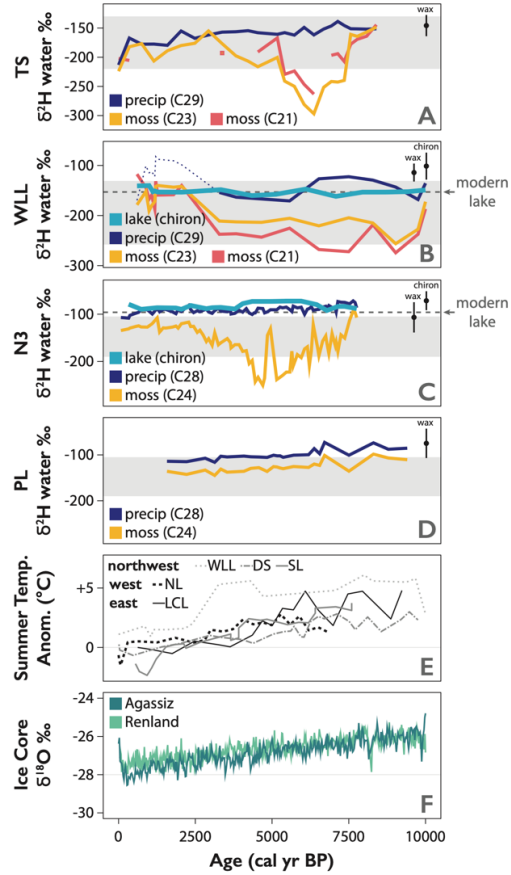 wax
-100
-150
-200
-250
-300
TS
δ²H water ‰
precip (C29)
moss (C23) moss (C21)
A
chiron
wax
-100
-200
-300
WLL
δ²H water ‰
modern
lake
lake (chiron)
precip (C29)
moss (C23) moss (C21)
B
chiron
wax
-100
-200
N3
δ²H water ‰
modern
lake
lake (chiron)
precip (C28)
moss (C24)
C
wax
-100
-200
PL
δ²H water ‰
precip (C28)
moss (C24)
D
northwest WLL DS SL
west NL
east LCL
+5
0
Summer Temp.
Anom. (°C)
E
-24
-26
-28
-30
Agassiz
Renland
Ice Core
δ¹⁸O ‰
F
0 2500 5000 7500 10000
Age (cal yr BP)